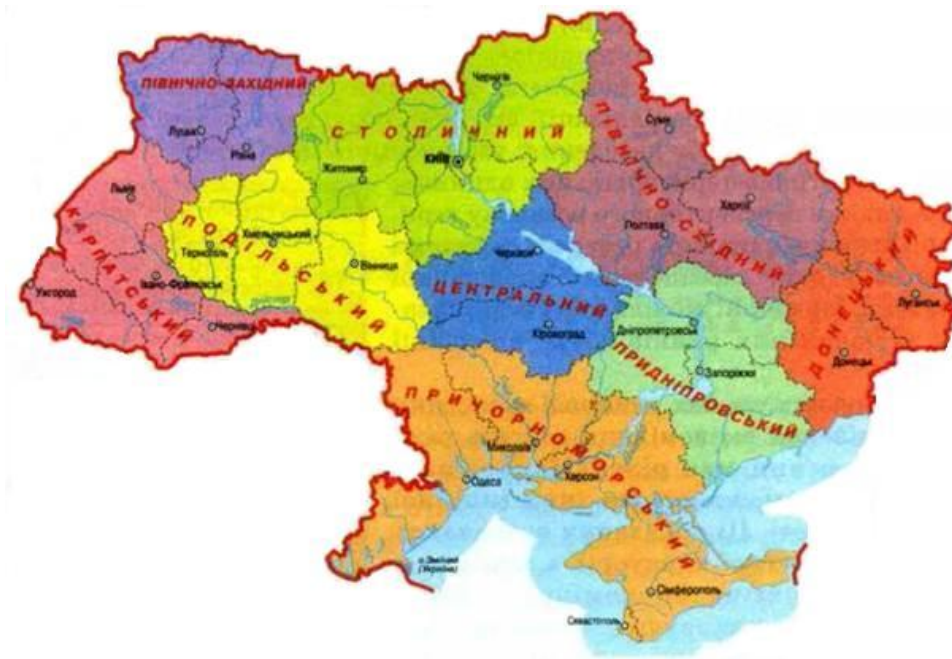 ПІВНІЧНО-ЗАХІДНИЙ
Луцьк
Рівне
СТОЛИЧНИЙ
Чернігів
КИЇВ
Житомир
ПІВНІЧНО-СХІДНИЙ
Суми
Харків
Полтава
КАРПАТСЬКИЙ
Львів
Ужгород
Івано-Франківськ
Чернівці
ПОДІЛЬСЬКИЙ
Тернопіль
Хмельницький
Вінниця
ЦЕНТРАЛЬНИЙ
Черкаси
Кіровоград
ДОНЕЦЬКИЙ
Луганськ
Донецьк
ПРИДНІПРОВСЬКИЙ
Дніпропетровськ
Запоріжжя
ПРИЧОРНОМОРСЬКИЙ
Миколаїв
Одеса
Херсон
о.Зміїний
(Україна)
Сімферополь
Севастополь